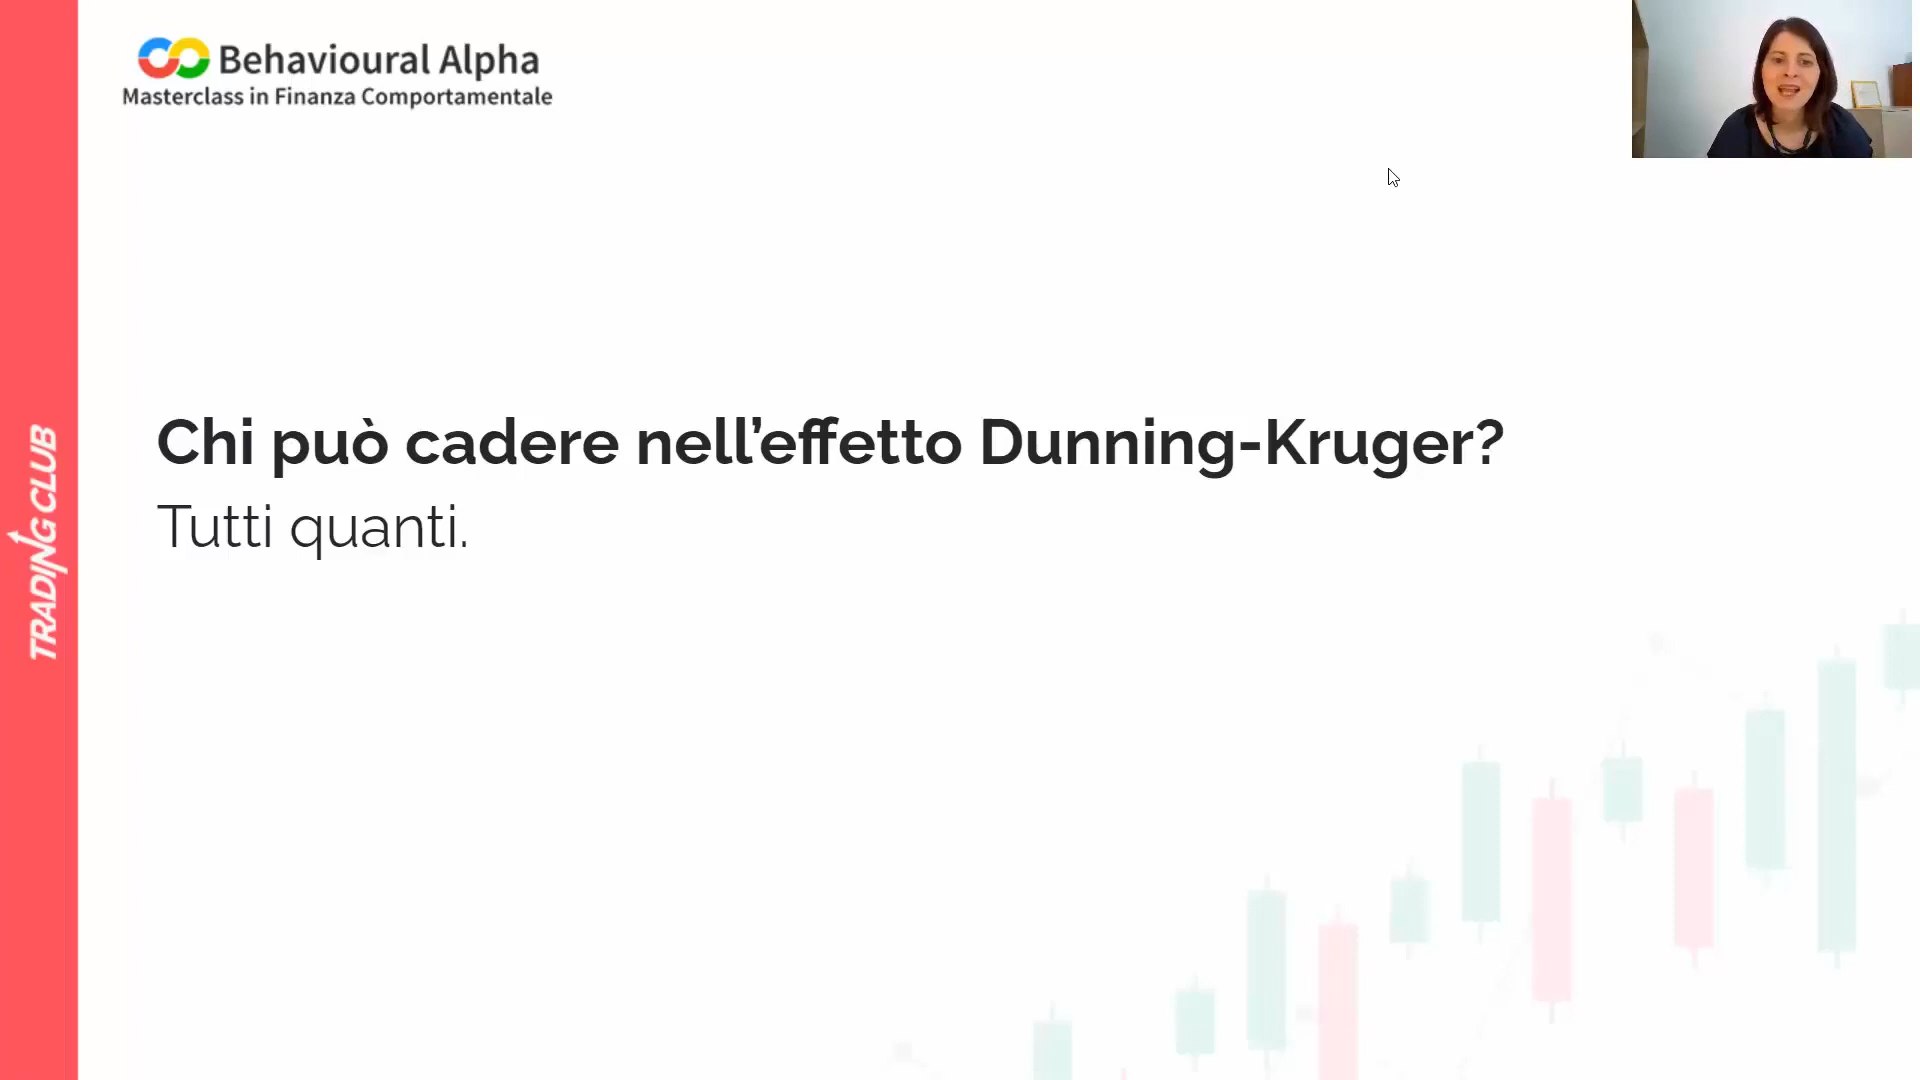 Behavioural Alpha
Masterclass in Finanza Comportamentale
TRADING CLUB
Chi può cadere nell’effetto Dunning-Kruger?
Tutti quanti.